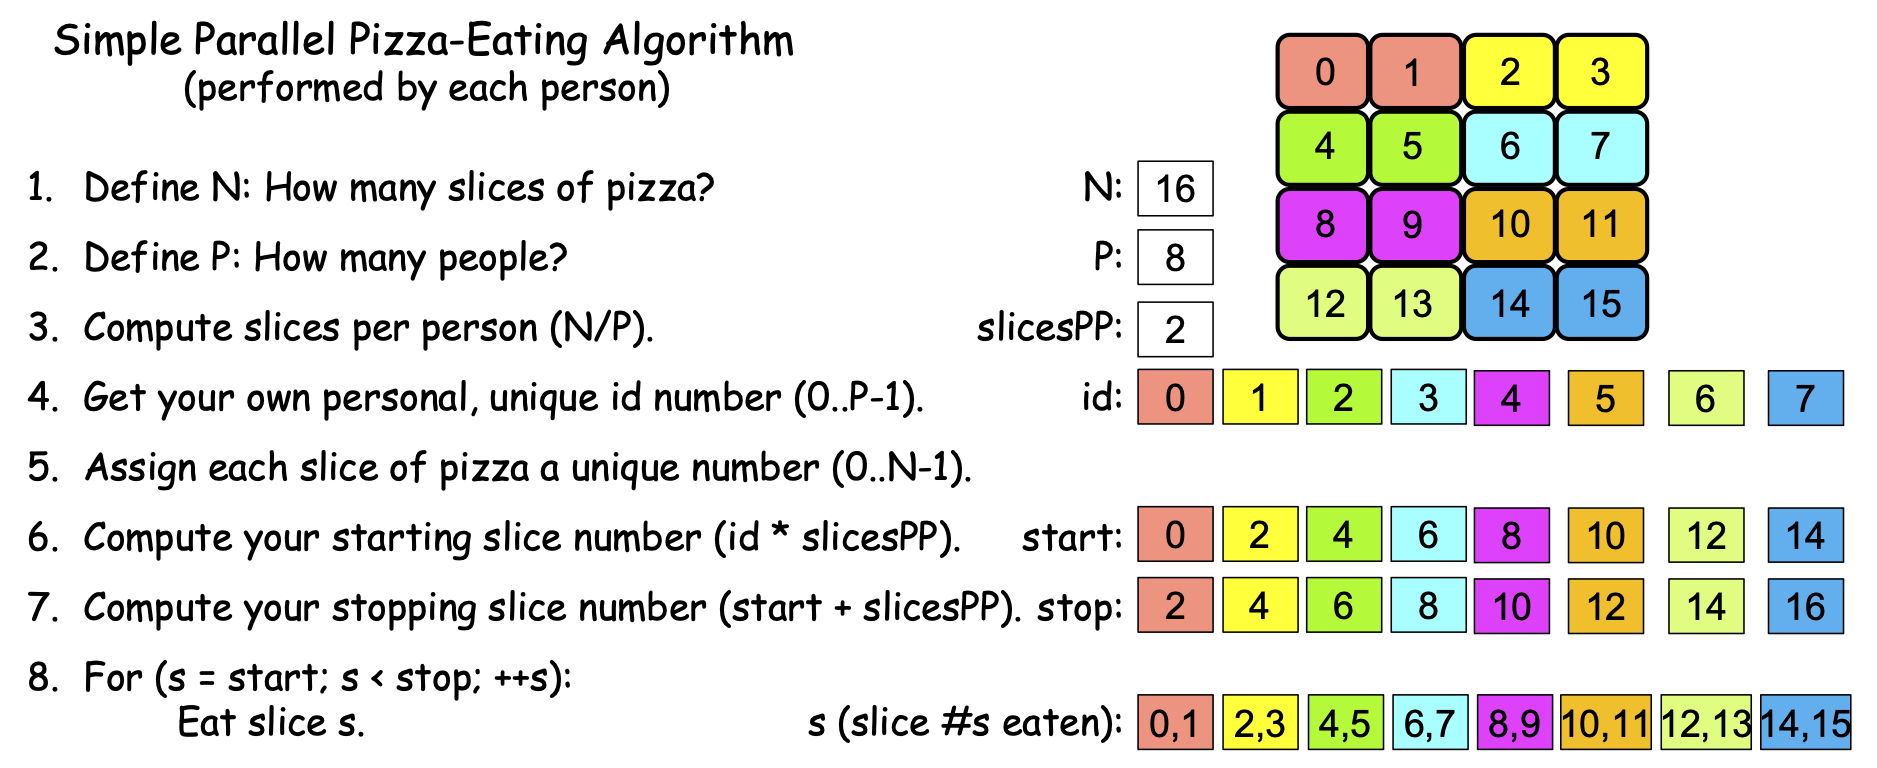 Simple Parallel Pizza-Eating Algorithm
(performed by each person)
0 1 2 3
4 5 6 7
8 9 10 11
12 13 14 15
1. Define N: How many slices of pizza? N: 16
2. Define P: How many people? P: 8
3. Compute slices per person (N/P). slicesPP: 2
4. Get your own personal, unique id number (0..P-1). id: 0 1 2 3 4 5 6 7
5. Assign each slice of pizza a unique number (0..N-1).
6. Compute your starting slice number (id * slicesPP). start: 0 2 4 6 8 10 12 14
7. Compute your stopping slice number (start + slicesPP). stop: 2 4 6 8 10 12 14 16
8. For (s = start; s < stop; ++s):
Eat slice s. s (slice #s eaten): 0,1 2,3 4,5 6,7 8,9 10,11 12,13 14,15